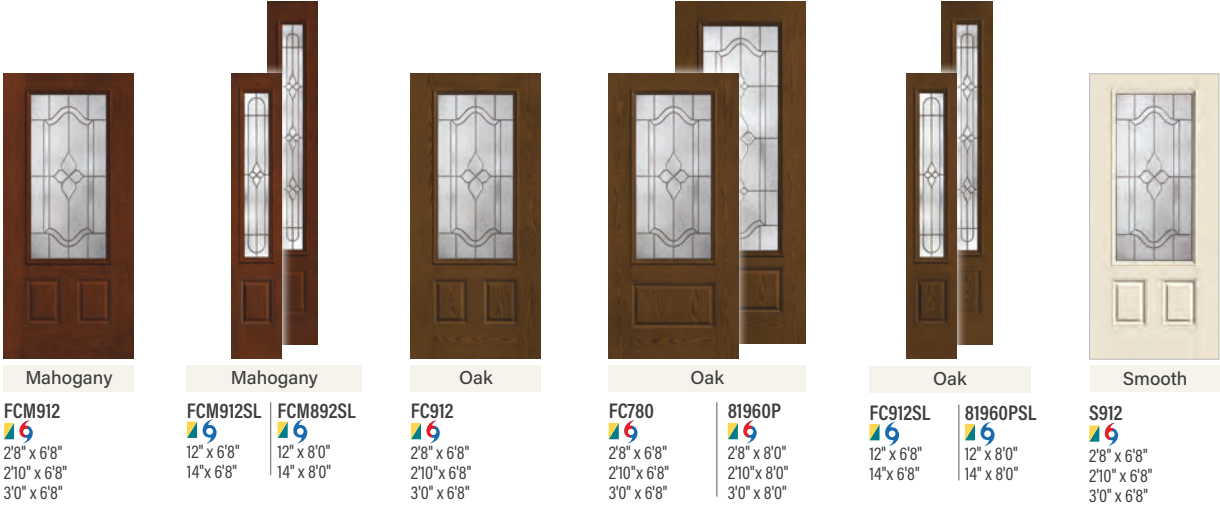 Mahogany
FCM912
2'8" x 6'8"
2'10" x 6'8"
3'0" x 6'8"
Mahogany
FCM912SL
12" x 6'8"
14"x 6'8"
FCM892SL
12" x 8'0"
14" x 8'0"
Oak
FC912
2'8" x 6'8"
2'10"x 6'8"
3'0" x 6'8"
Oak
FC780
2'8" x 6'8"
2'10"x 6'8"
3'0" x 6'8"
81960P
2'8" x 8'0"
2'10"x 8'0"
3'0" x 8'0"
Oak
FC912SL
12" x 6'8"
14"x 6'8"
81960PSL
12" x 8'0"
14" x 8'0"
Smooth
S912
2'8" x 6'8"
2'10" x 6'8"
3'0" x 6'8"